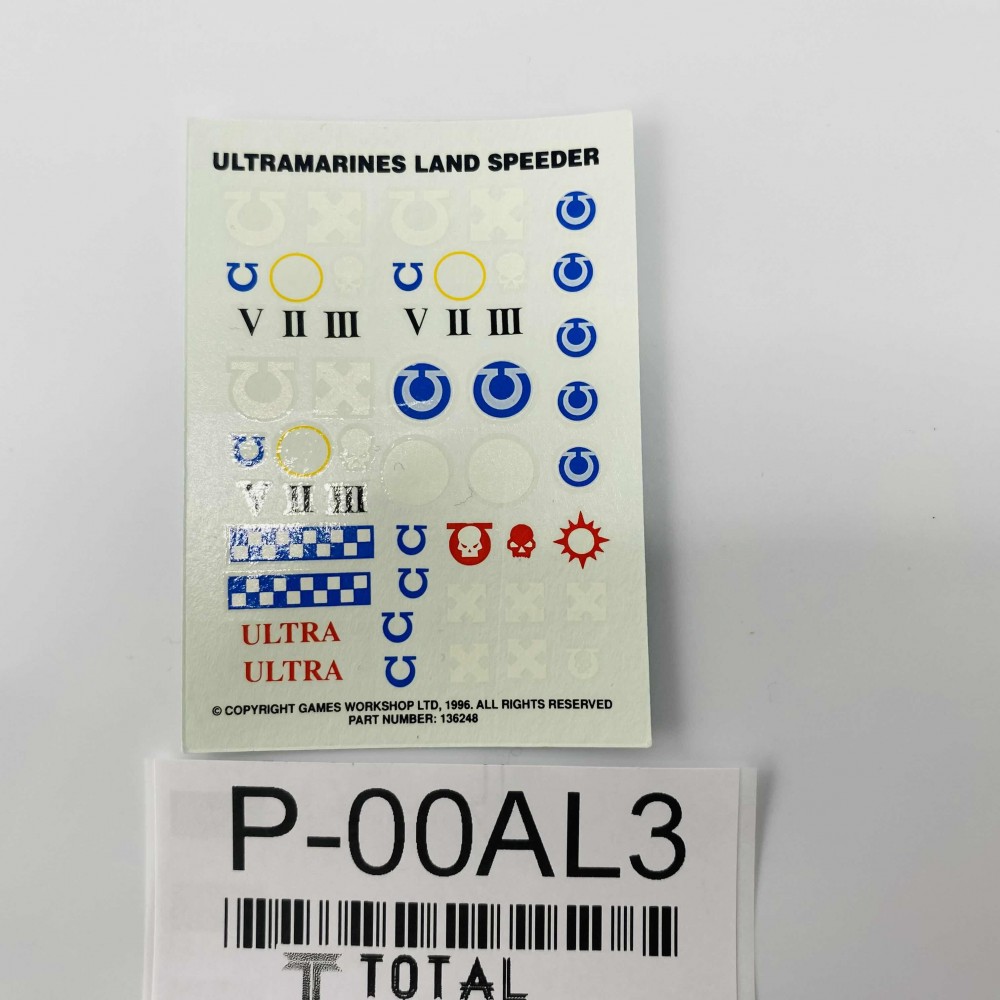 ULTRAMARINES LAND SPEEDER
V II III V II III
V II III
ULTRA
ULTRA
© COPYRIGHT GAMES WORKSHOP LTD, 1996. ALL RIGHTS RESERVED
PART NUMBER: 136248
P-00AL3
TOTAL